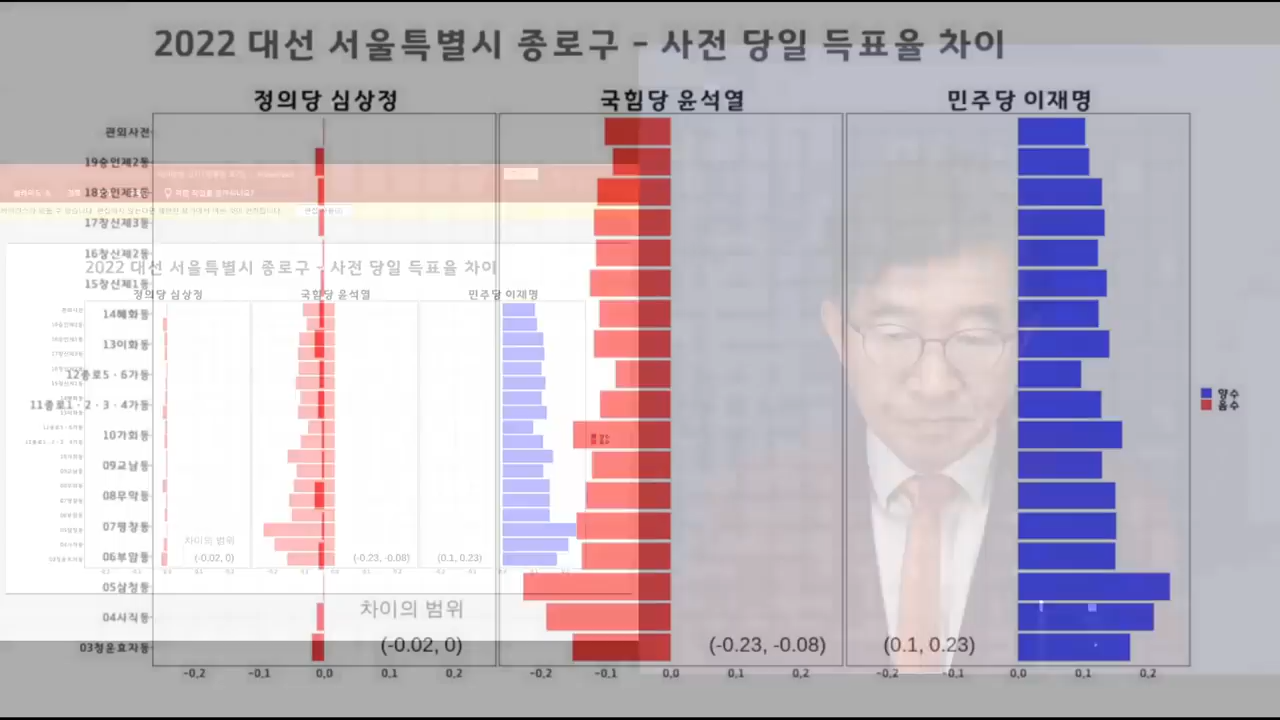 2022 대선 서울특별시 종로구 - 사전 당일 득표율 차이
정의당 심상정
국힘당 윤석열
민주당 이재명
관외사전
19숭인제2동
18숭인제1동
17창신제3동
16창신제2동
15창신제1동
14혜화동
13이화동
12종로5·6가동
11종로1·2·3·4가동
10가회동
09교남동
08무악동
07평창동
06부암동
05삼청동
04사직동
03청운효자동
양수
음수
차이의 범위
(-0.02, 0)
(-0.23, -0.08)
(0.1, 0.23)
-0,2 -0,1 0,0 0,1 0,2
-0,2 -0,1 0,0 0,1 0,2
-0,2 -0,1 0,0 0,1 0,2
2022 대선 서울특별시 종로구 - 사전 당일 득표율 차이
정의당 심상정
국힘당 윤석열
민주당 이재명
차이의 범위
(-0.02, 0)
(-0.23, -0.08)
(0.1, 0.23)